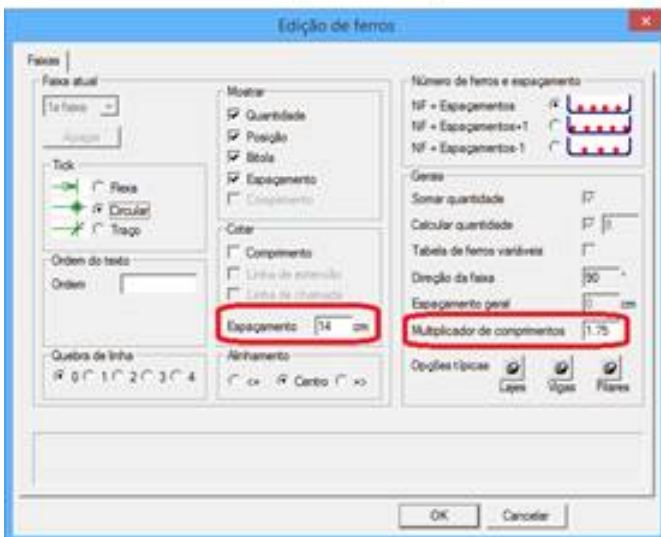 Edição de ferros
Faixas
Faixa atual
1a faixa
Apagar
Tick
Flexa
Circular
Traço
Ordem do texto
Ordem
Quebra de linha
0 1 2 3 4
Mostrar
Quantidade
Posição
Bitola
Espaçamento
Comprimento
Cotar
Comprimento
Linha de extensão
Linha de chamada
Espaçamento 14 cm
Alinhamento
<= Centro =>
Número de ferros e espaçamento
NF = Espaçamentos
NF = Espaçamentos+1
NF = Espaçamentos-1
Gerais
Somar quantidade
Calcular quantidade 1
Tabela de ferros variáveis
Direção da faixa 90 °
Espaçamento geral 0 cm
Multiplicador de comprimentos 1.75
Opções típicas
Lajes Vigas Pilares
OK Cancelar